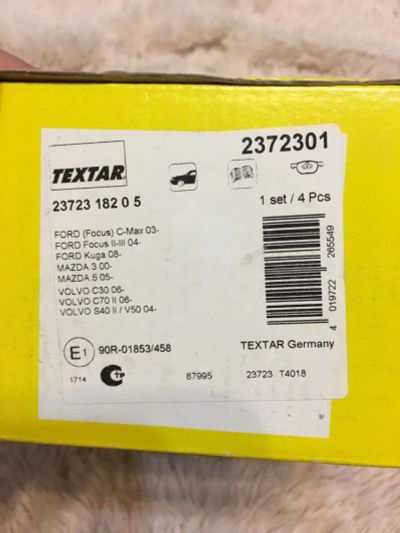 TEXTAR
2372301
23723 182 0 5
1 set / 4 Pcs
FORD (Focus) C-Max 03-
FORD Focus II-III 04-
FORD Kuga 08-
MAZDA 3 00-
MAZDA 5 05-
VOLVO C30 06-
VOLVO C70 II 06-
VOLVO S40 II / V50 04-
4 019722 265549
E1 90R-01853/458
TEXTAR Germany
1714
87995
23723 T4018